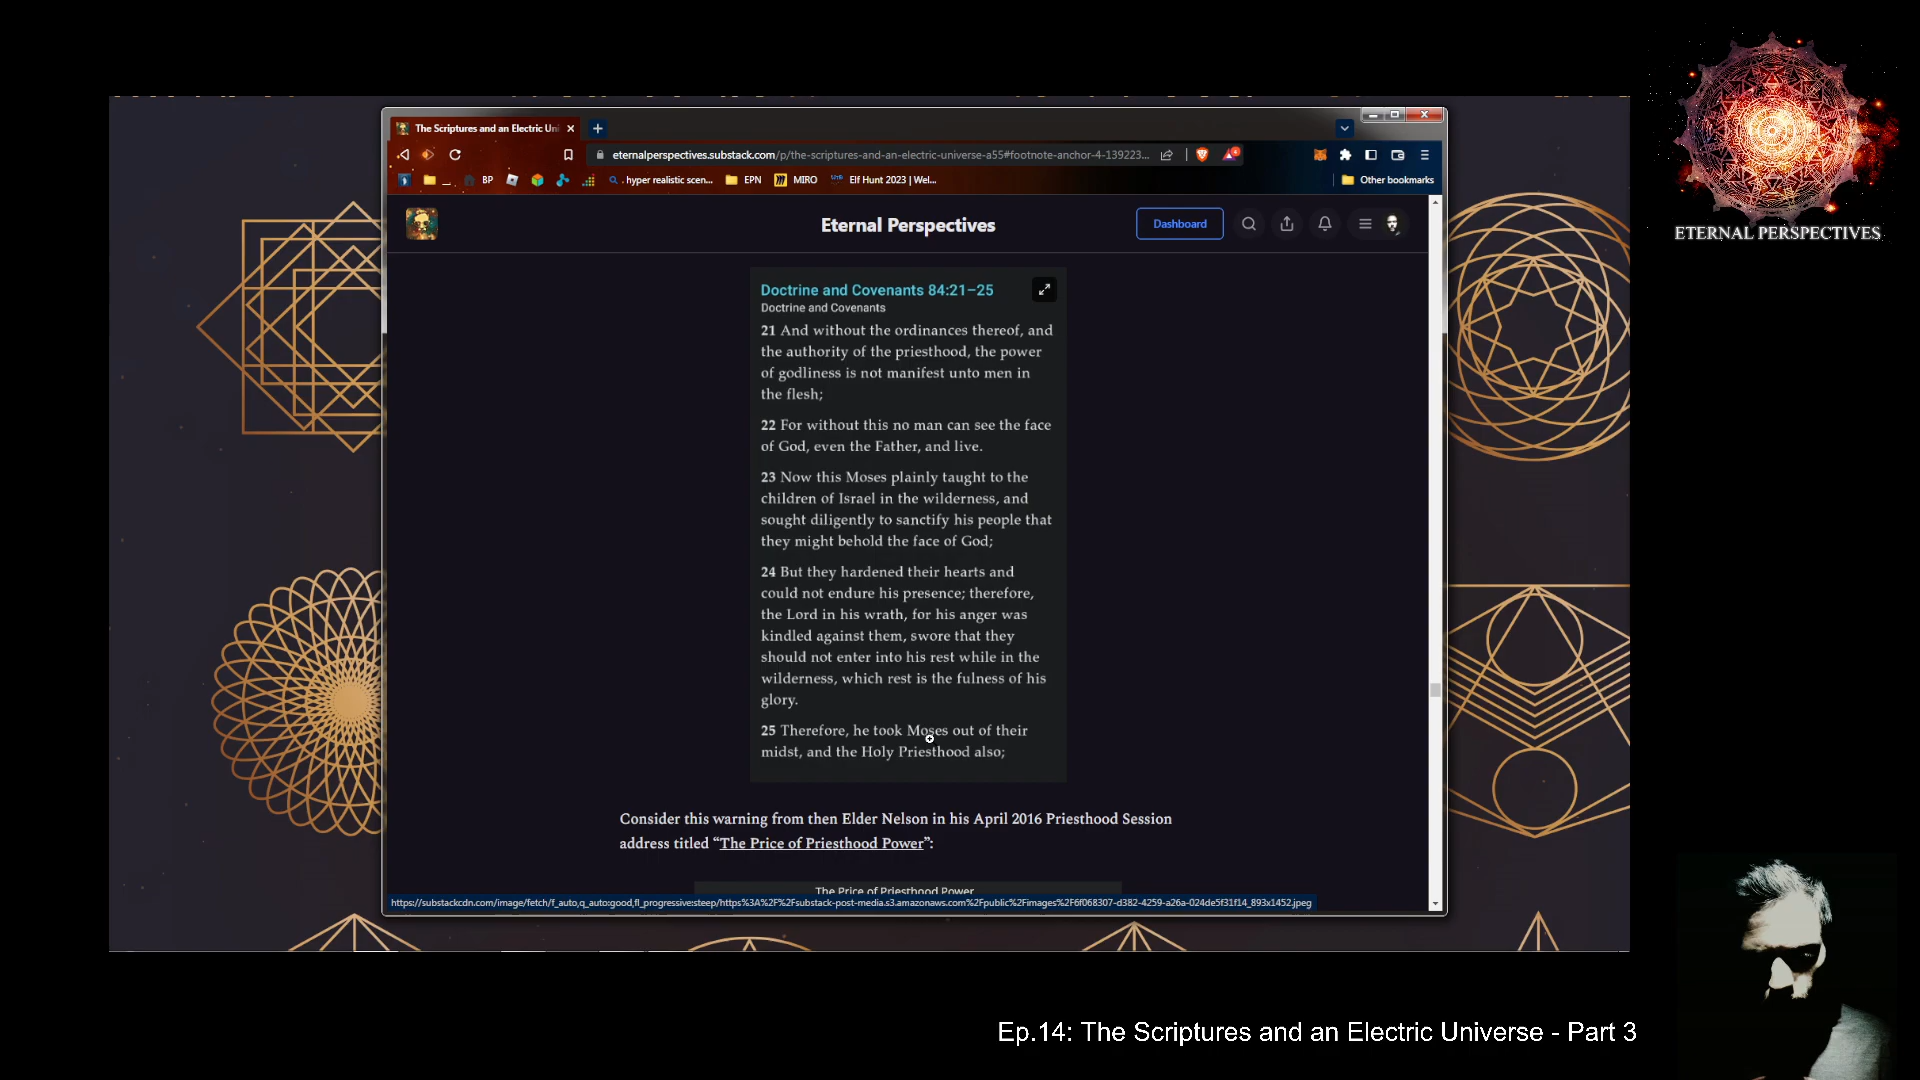 The Scriptures and an Electric Uni
eternalperspectives.substack.com/p/the-scriptures-and-an-electric-universe-a55#footnote-anchor-4-139223...
BP
. hyper realistic scen...
EPN
MIRO
Elf Hunt 2023 | Wel...
Other bookmarks
Eternal Perspectives
Dashboard
Doctrine and Covenants 84:21–25
Doctrine and Covenants
21 And without the ordinances thereof, and
the authority of the priesthood, the power
of godliness is not manifest unto men in
the flesh;
22 For without this no man can see the face
of God, even the Father, and live.
23 Now this Moses plainly taught to the
children of Israel in the wilderness, and
sought diligently to sanctify his people that
they might behold the face of God;
24 But they hardened their hearts and
could not endure his presence; therefore,
the Lord in his wrath, for his anger was
kindled against them, swore that they
should not enter into his rest while in the
wilderness, which rest is the fulness of his
glory.
25 Therefore, he took Moses out of their
midst, and the Holy Priesthood also;
Consider this warning from then Elder Nelson in his April 2016 Priesthood Session
address titled “The Price of Priesthood Power”:
The Price of Priesthood Power
https://substackcdn.com/image/fetch/f_auto,q_auto:good,fl_progressive:steep/https%3A%2F%2Fsubstack-post-media.s3.amazonaws.com%2Fpublic%2Fimages%2F6f068307-d382-4259-a26a-024de5f31f14_893x1452.jpeg
ETERNAL PERSPECTIVES
Ep.14: The Scriptures and an Electric Universe - Part 3